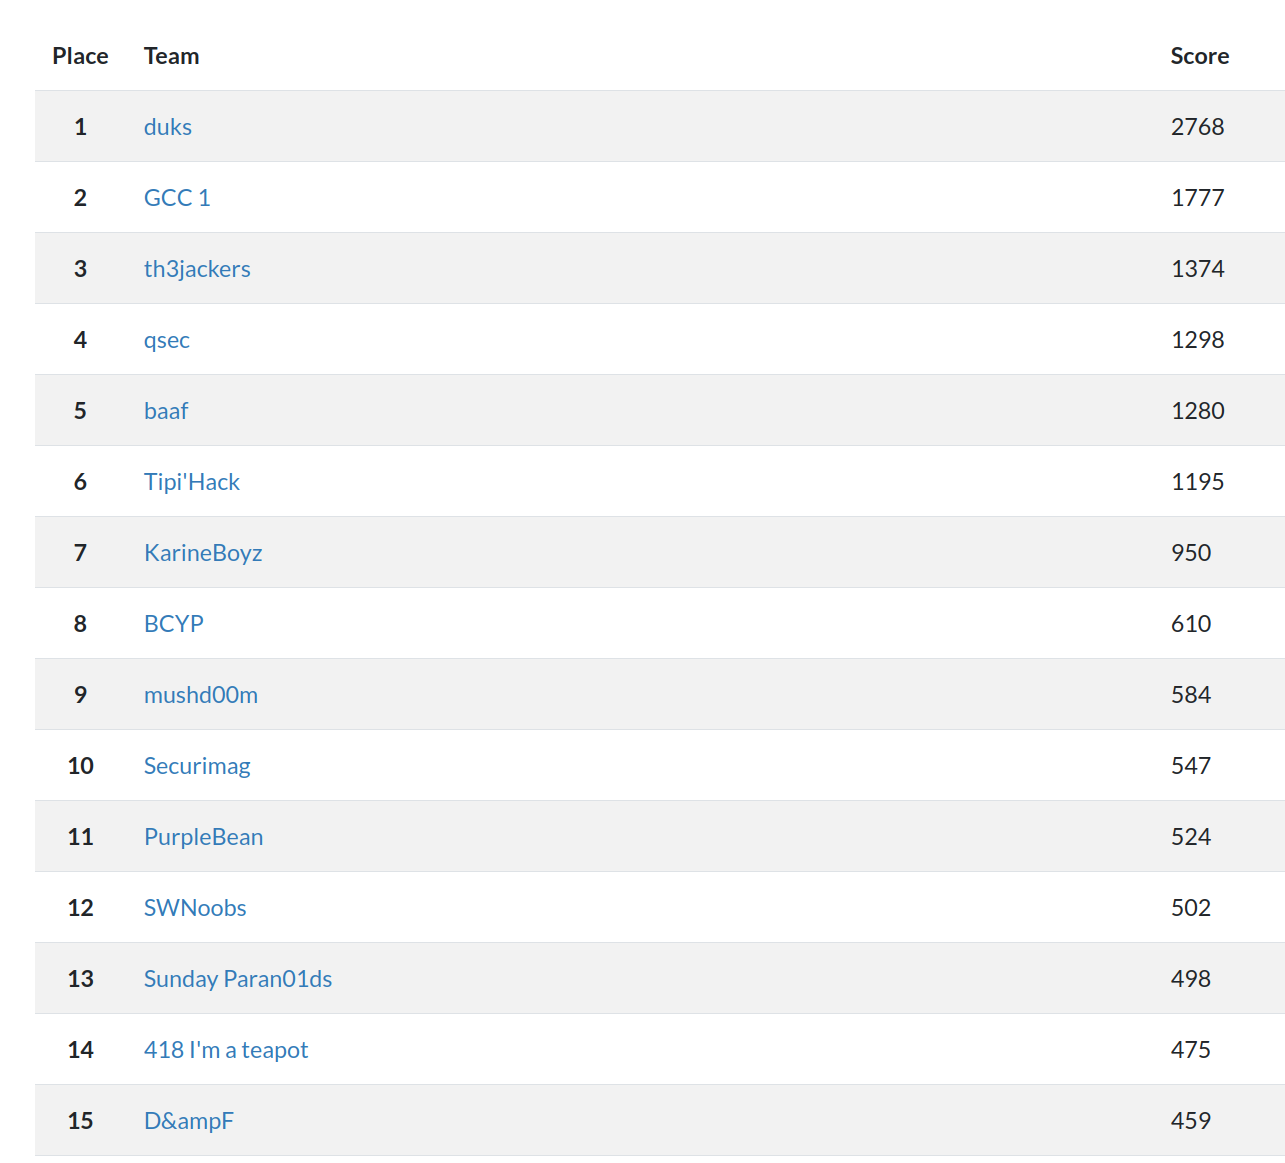 Place Team Score
1 duks 2768
2 GCC 1 1777
3 th3jackers 1374
4 qsec 1298
5 baaf 1280
6 Tipi'Hack 1195
7 KarineBoyz 950
8 BCYP 610
9 mushd00m 584
10 Securimag 547
11 PurpleBean 524
12 SWNoobs 502
13 Sunday Paran01ds 498
14 418 I'm a teapot 475
15 D&ampF 459